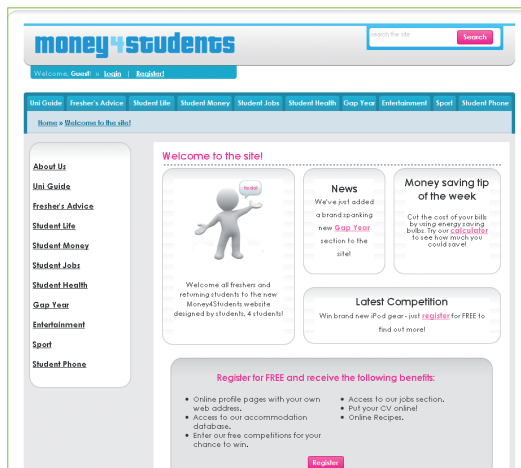 money4students
search the site
Search
Welcome, Guest! » Login | Register!
Uni Guide Fresher's Advice Student Life Student Money Student Jobs Student Health Gap Year Entertainment Sport Student Phone
Home » Welcome to the site!
About Us
Uni Guide
Fresher's Advice
Student Life
Student Money
Student Jobs
Student Health
Gap Year
Entertainment
Sport
Student Phone
Welcome to the site!
Welcome all freshers and
returning students to the new
Money4Students website
designed by students, 4 students!
News
We've just added
a brand spanking
new Gap Year
section to the
site!
Money saving tip
of the week
Cut the cost of your bills
by using energy saving
bulbs. Try our calculator
to see how much you
could save!
Latest Competition
Win brand new iPod gear - just register for FREE to
find out more!
Register for FREE and receive the following benefits:
• Online profile pages with your own
web address.
• Access to our accommodation
database.
• Enter our free competitions for your
chance to win.
• Access to our jobs section.
• Put your CV online!
• Online Recipes.
Register